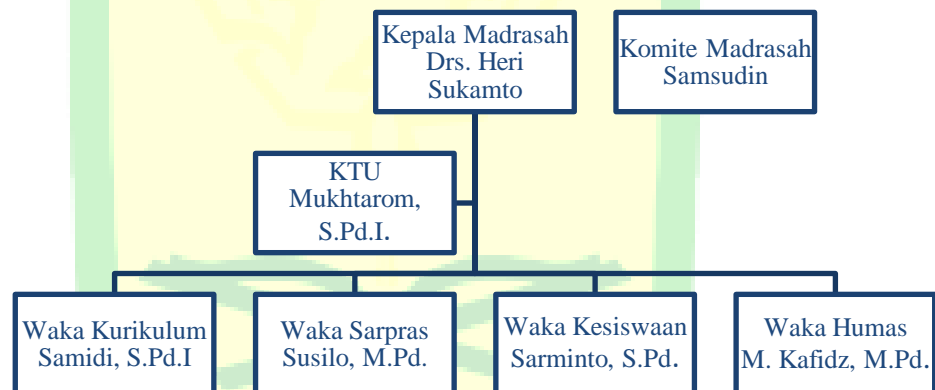 Kepala Madrasah
Drs. Heri
Sukamto
Komite Madrasah
Samsudin
KTU
Mukhtarom,
S.Pd.I.
Waka Kurikulum
Samidi, S.Pd.I
Waka Sarpras
Susilo, M.Pd.
Waka Kesiswaan
Sarminto, S.Pd.
Waka Humas
M. Kafidz, M.Pd.